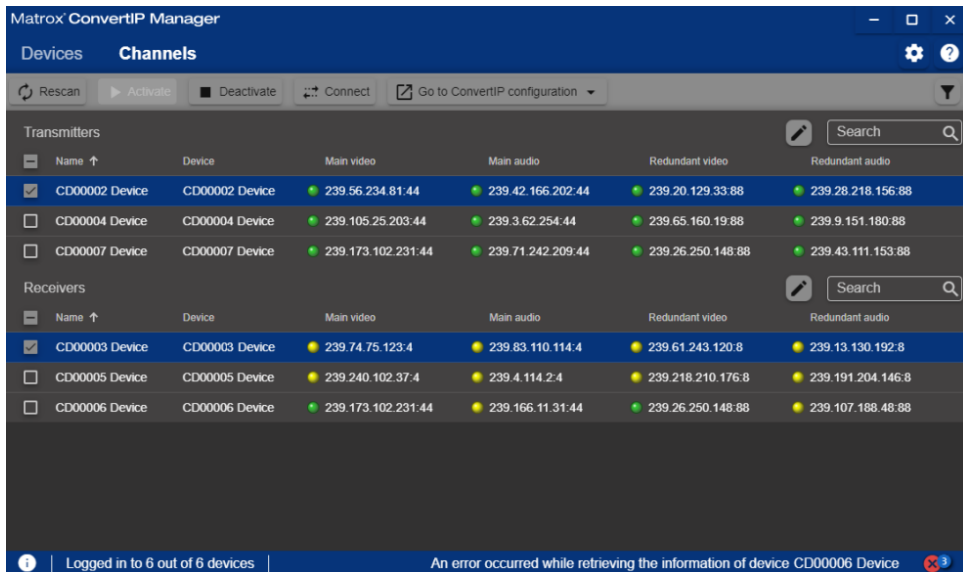 Matrox® ConvertIP Manager
Devices Channels
Rescan Activate Deactivate Connect Go to ConvertIP configuration
Transmitters Search
Name Device Main video Main audio Redundant video Redundant audio
CD00002 Device CD00002 Device 239.56.234.81:44 239.42.166.202:44 239.20.129.33:88 239.28.218.156:88
CD00004 Device CD00004 Device 239.105.25.203:44 239.3.62.254:44 239.65.160.19:88 239.9.151.180:88
CD00007 Device CD00007 Device 239.173.102.231:44 239.71.242.209:44 239.26.250.148:88 239.43.111.153:88
Receivers Search
Name Device Main video Main audio Redundant video Redundant audio
CD00003 Device CD00003 Device 239.74.75.123:4 239.83.110.114:4 239.61.243.120:8 239.13.130.192:8
CD00005 Device CD00005 Device 239.240.102.37:4 239.4.114.2:4 239.218.210.176:8 239.191.204.146:8
CD00006 Device CD00006 Device 239.173.102.231:44 239.166.11.31:44 239.26.250.148:88 239.107.188.48:88
Logged in to 6 out of 6 devices An error occurred while retrieving the information of device CD00006 Device 3